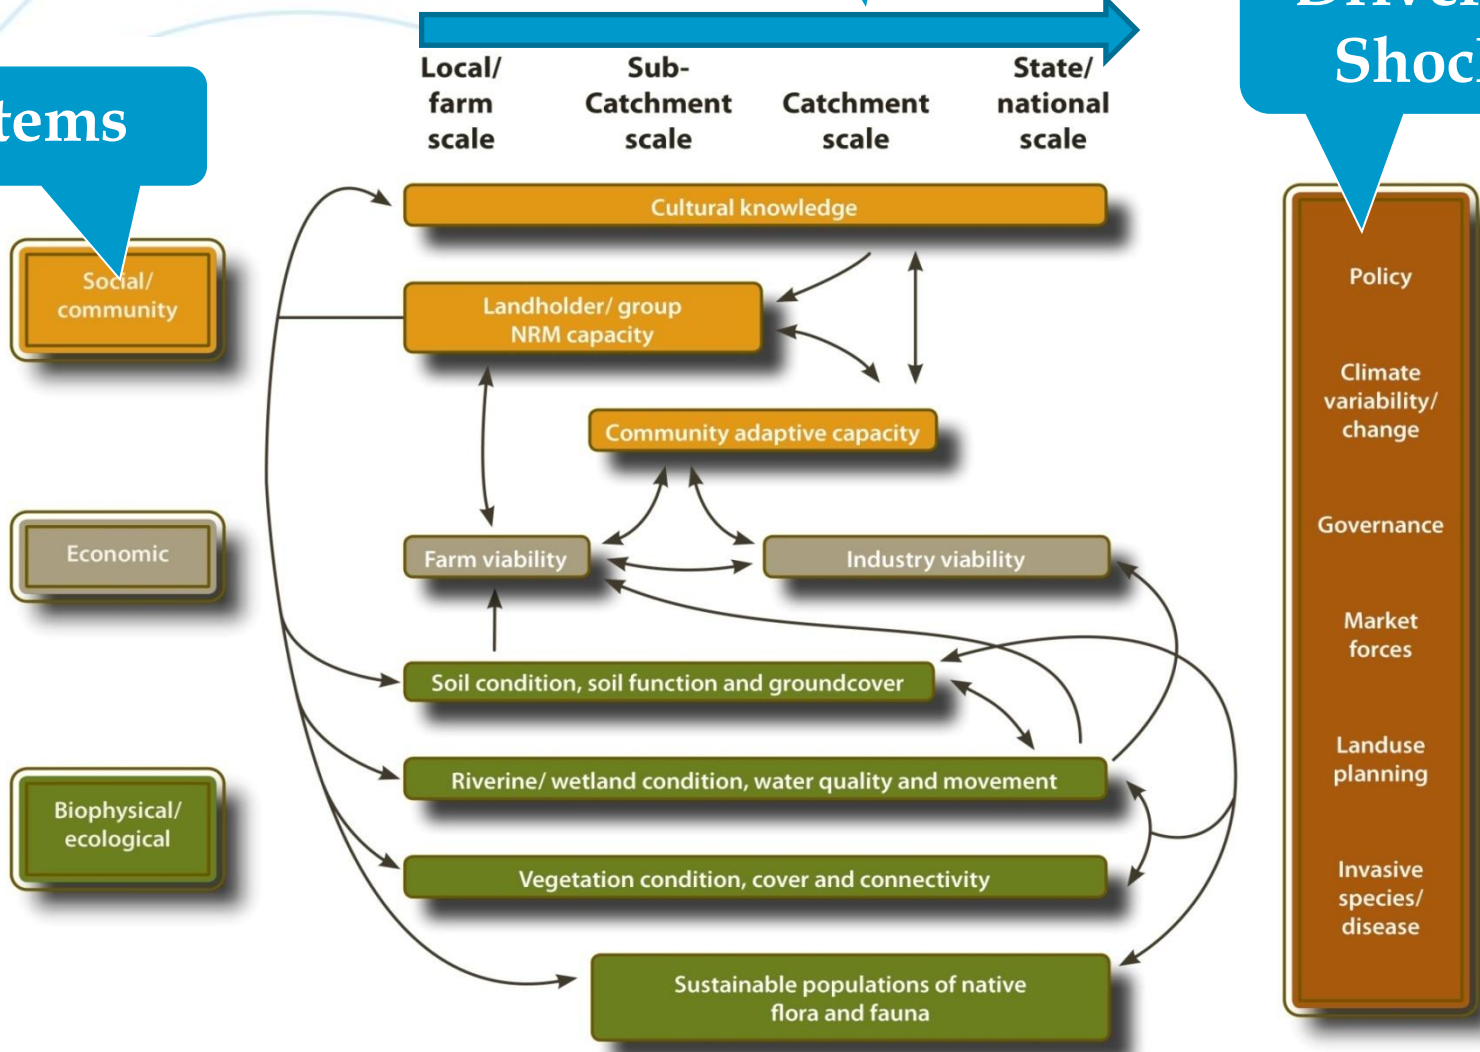 Local/
farm
scale
Sub-
Catchment
scale
Catchment
scale
State/
national
scale
Cultural knowledge
Social/
community
Landholder/ group
NRM capacity
Community adaptive capacity
Economic
Farm viability
Industry viability
Soil condition, soil function and groundcover
Biophysical/
ecological
Riverine/ wetland condition, water quality and movement
Vegetation condition, cover and connectivity
Sustainable populations of native
flora and fauna
Policy
Climate
variability/
change
Governance
Market
forces
Landuse
planning
Invasive
species/
disease